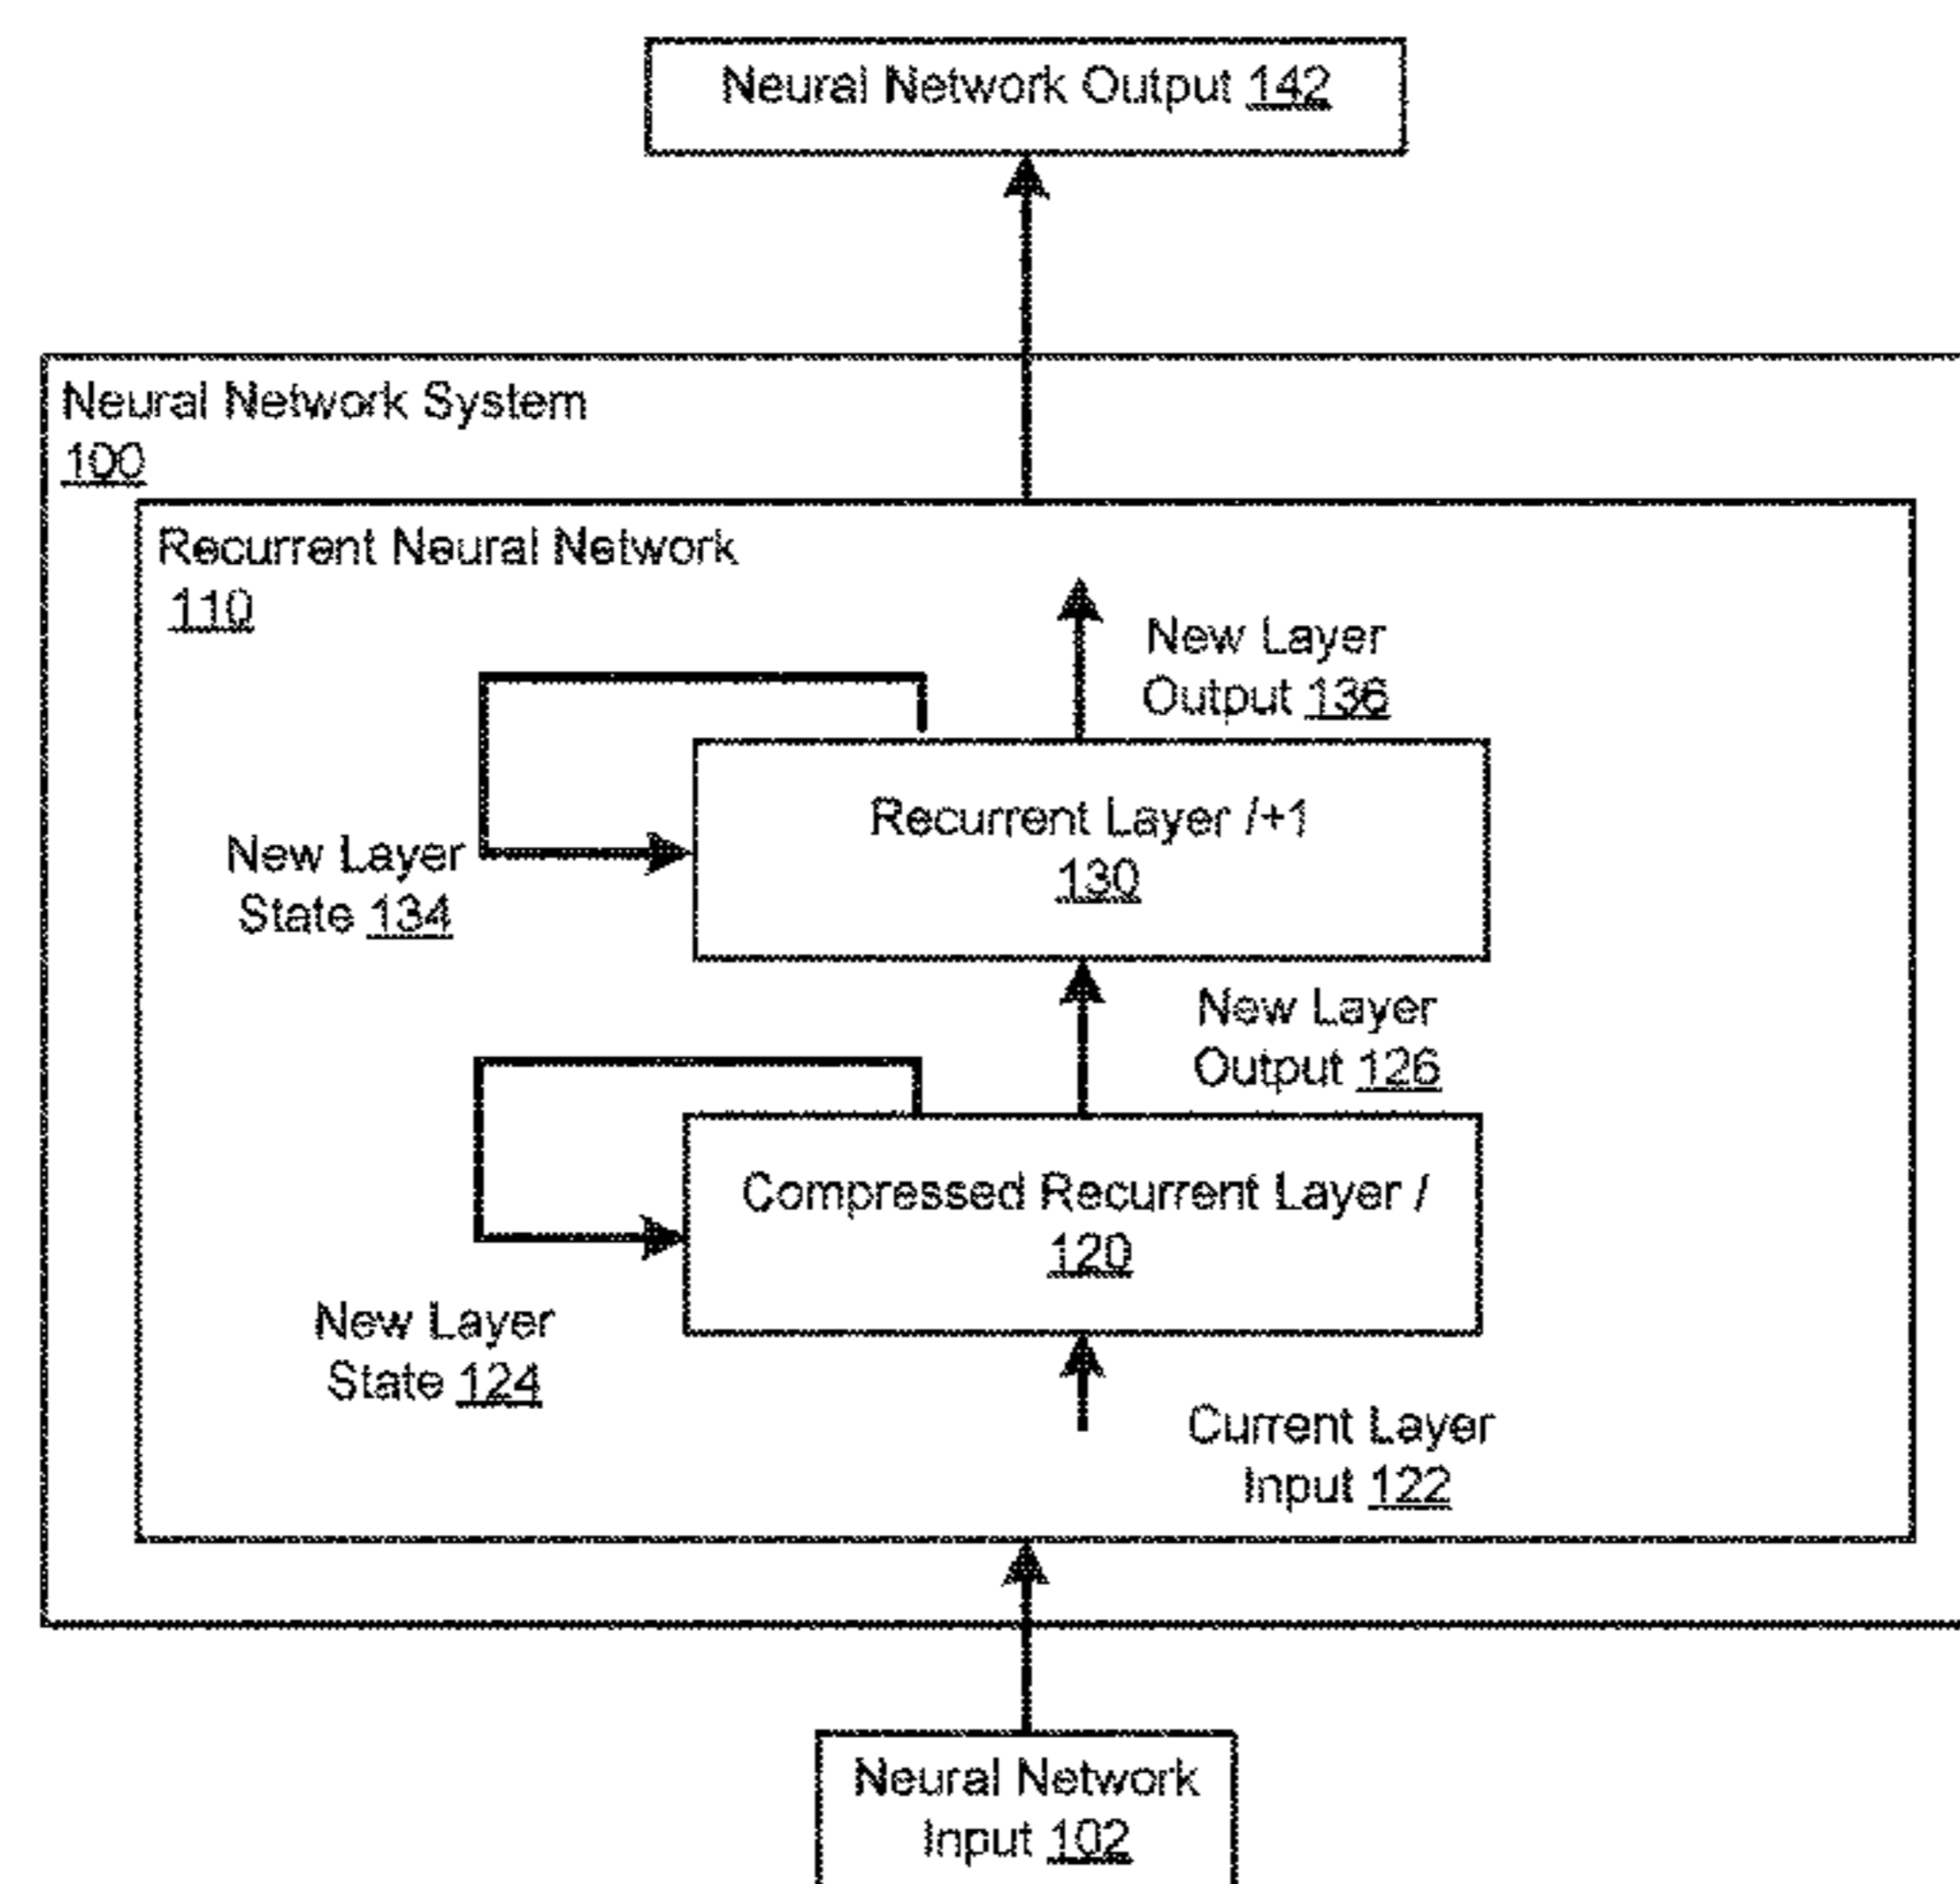 Neural Network Output 142
Neural Network System
100
Recurrent Neural Network
110
New Layer
Output 136
Recurrent Layer l+1
130
New Layer
State 134
New Layer
Output 126
Compressed Recurrent Layer l
120
New Layer
State 124
Current Layer
Input 122
Neural Network
Input 102